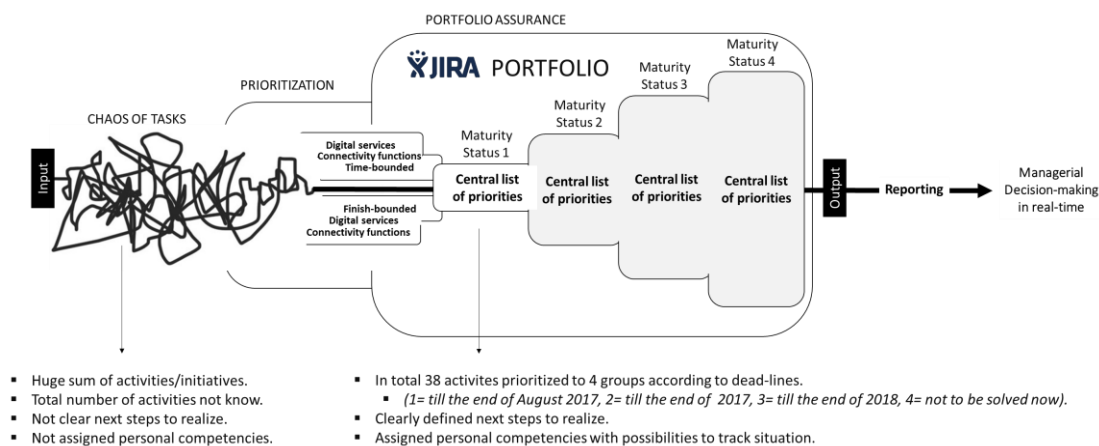 PORTFOLIO ASSURANCE
JIRA PORTFOLIO
PRIORITIZATION
CHAOS OF TASKS
Input
Digital services
Connectivity functions
Time-bounded
Finish-bounded
Digital services
Connectivity functions
Maturity
Status 1
Central list
of priorities
Maturity
Status 2
Central list
of priorities
Maturity
Status 3
Central list
of priorities
Maturity
Status 4
Central list
of priorities
Output
Reporting
Managerial
Decision-making
in real-time
▪ Huge sum of activities/initiatives.
▪ Total number of activities not know.
▪ Not clear next steps to realize.
▪ Not assigned personal competencies.
▪ In total 38 activites prioritized to 4 groups according to dead-lines.
▪ (1= till the end of August 2017, 2= till the end of 2017, 3= till the end of 2018, 4= not to be solved now).
▪ Clearly defined next steps to realize.
▪ Assigned personal competencies with possibilities to track situation.